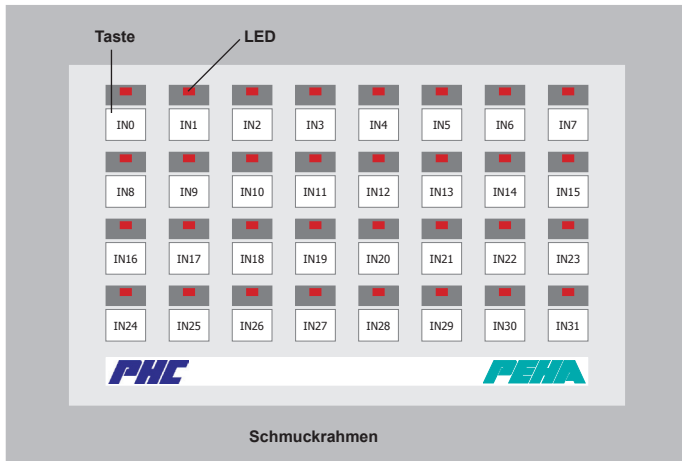 Taste LED
IN0 IN1 IN2 IN3 IN4 IN5 IN6 IN7
IN8 IN9 IN10 IN11 IN12 IN13 IN14 IN15
IN16 IN17 IN18 IN19 IN20 IN21 IN22 IN23
IN24 IN25 IN26 IN27 IN28 IN29 IN30 IN31
PHC PEHA
Schmuckrahmen